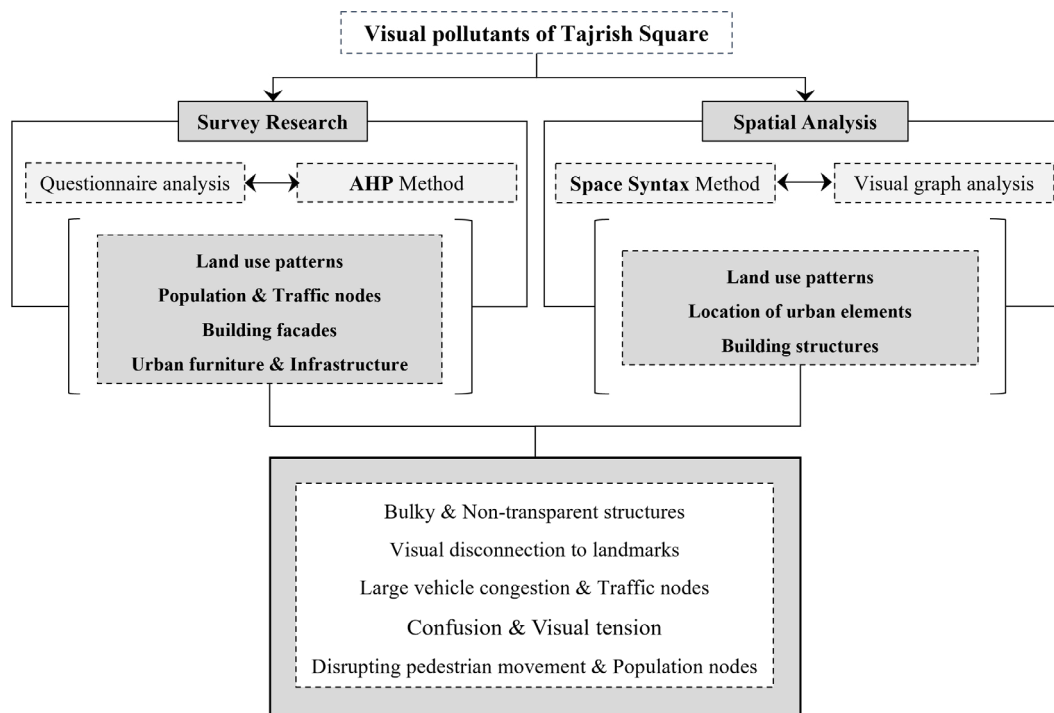 Visual pollutants of Tajrish Square
Survey Research
Spatial Analysis
Questionnaire analysis
AHP Method
Space Syntax Method
Visual graph analysis
Land use patterns
Population & Traffic nodes
Building facades
Urban furniture & Infrastructure
Land use patterns
Location of urban elements
Building structures
Bulky & Non-transparent structures
Visual disconnection to landmarks
Large vehicle congestion & Traffic nodes
Confusion & Visual tension
Disrupting pedestrian movement & Population nodes